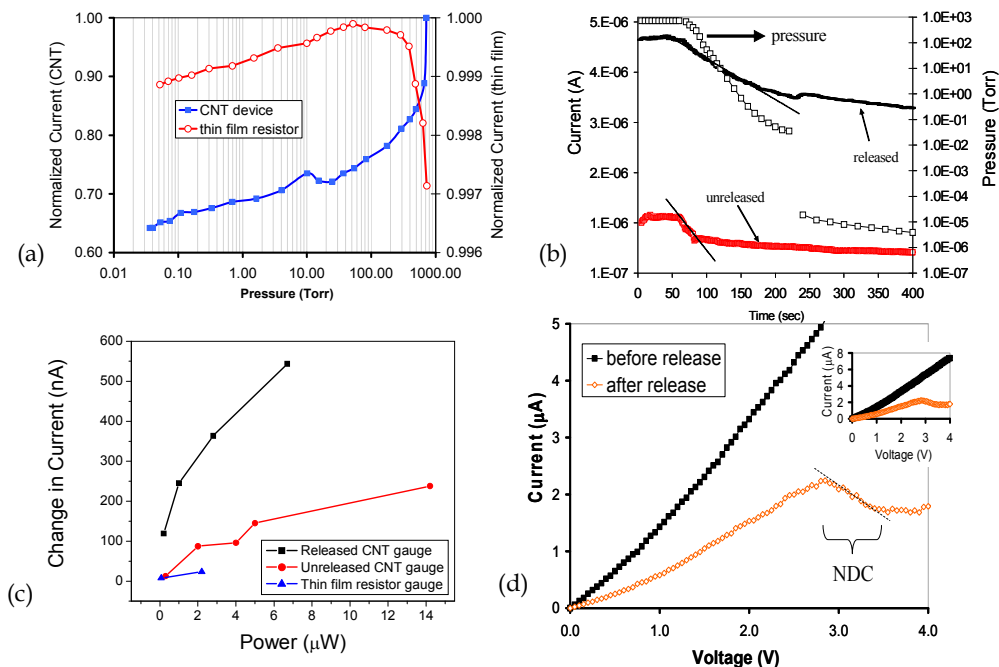 1.00
0.90
0.80
0.70
0.60
Normalized Current (CNT)
1.000
0.999
0.998
0.997
0.996
Normalized Current (thin film)
CNT device
thin film resistor
0.01 0.10 1.00 10.00 100.00 1000.00
Pressure (Torr)
(a)
5.E-06
4.E-06
3.E-06
2.E-06
1.E-06
1.E-07
Current (A)
1.0E+03
1.0E+02
1.0E+01
1.0E+00
1.0E-01
1.0E-02
1.0E-03
1.0E-04
1.0E-05
1.0E-06
1.0E-07
Pressure (Torr)
pressure
released
unreleased
0 50 100 150 200 250 300 350 400
Time (sec)
(b)
600
500
400
300
200
100
0
Change in Current (nA)
Released CNT gauge
Unreleased CNT gauge
Thin film resistor gauge
0 2 4 6 8 10 12 14
Power (μW)
(c)
5
4
3
2
1
0
Current (μA)
before release
after release
8
6
4
2
0
Current (μA)
0 1 2 3 4
Voltage (V)
NDC
0.0 1.0 2.0 3.0 4.0
Voltage (V)
(d)